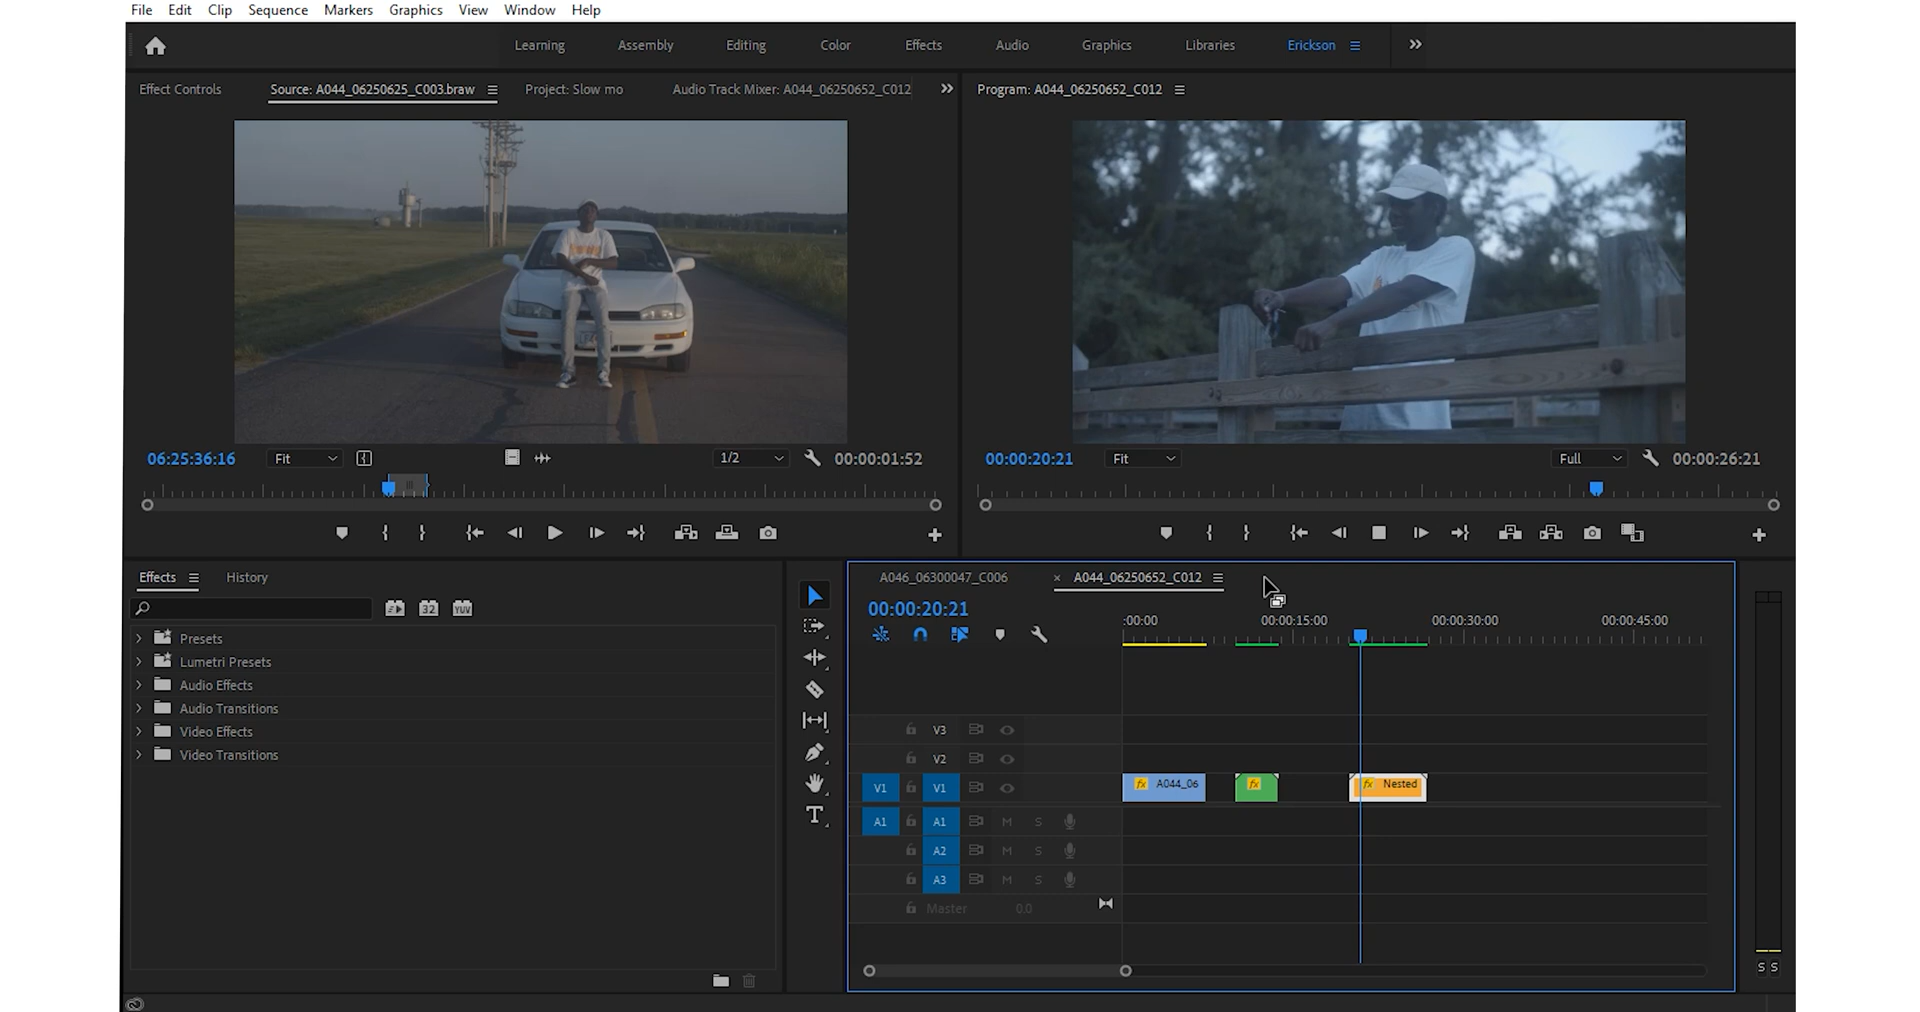 File Edit Clip Sequence Markers Graphics View Window Help
Learning Assembly Editing Color Effects Audio Graphics Libraries Erickson
Effect Controls Source: A044_06250625_C003.braw Project: Slow mo Audio Track Mixer: A044_06250652_C012
Program: A044_06250652_C012
06:25:36:16 Fit 1/2 00:00:01:52
00:00:20:21 Fit Full 00:00:26:21
Effects History
32 YUV
Presets
Lumetri Presets
Audio Effects
Audio Transitions
Video Effects
Video Transitions
A046_06300047_C006 × A044_06250652_C012
00:00:20:21
:00:00 00:00:15:00 00:00:30:00 00:00:45:00
V3
V2
V1 V1 fx A044_06 fx fx Nested
A1 A1 M S
A2 M S
A3 M S
Master 0.0
S S